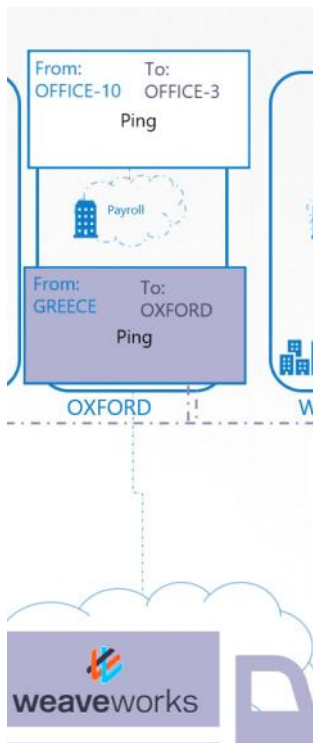 From: To:
OFFICE-10 OFFICE-3
Ping
Payroll
From: To:
GREECE OXFORD
Ping
OXFORD
W
weaveworks